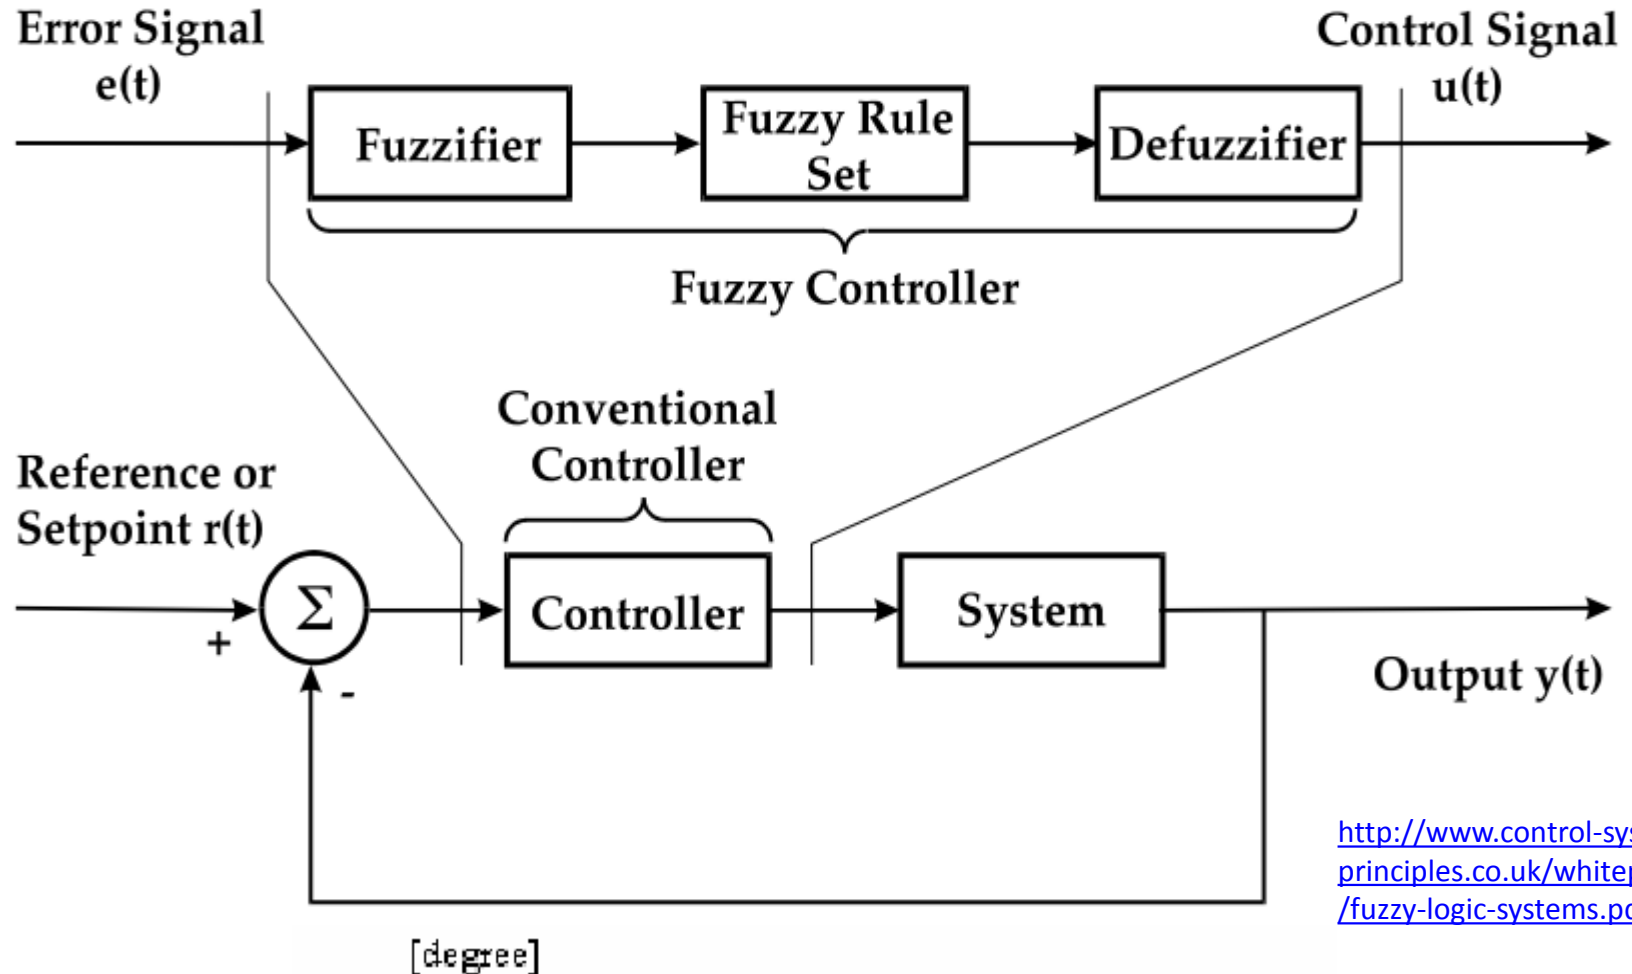 Error Signal
e(t)
Control Signal
u(t)
Fuzzifier
Fuzzy Rule
Set
Defuzzifier
Fuzzy Controller
Conventional
Controller
Reference or
Setpoint r(t)
Σ
+
-
Controller
System
Output y(t)
http://www.control-sy
principles.co.uk/white
/fuzzy-logic-systems.p
[degree]